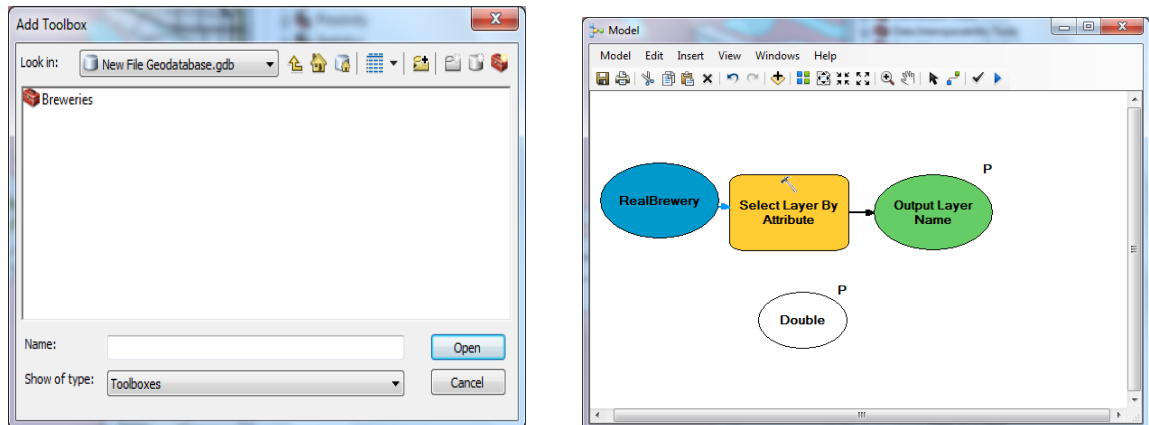 Add Toolbox
Look in: New File Geodatabase.gdb
Breweries
Name: Open
Show of type: Toolboxes Cancel
Model
Model Edit Insert View Windows Help
P
RealBrewery Select Layer By Attribute Output Layer Name
P
Double